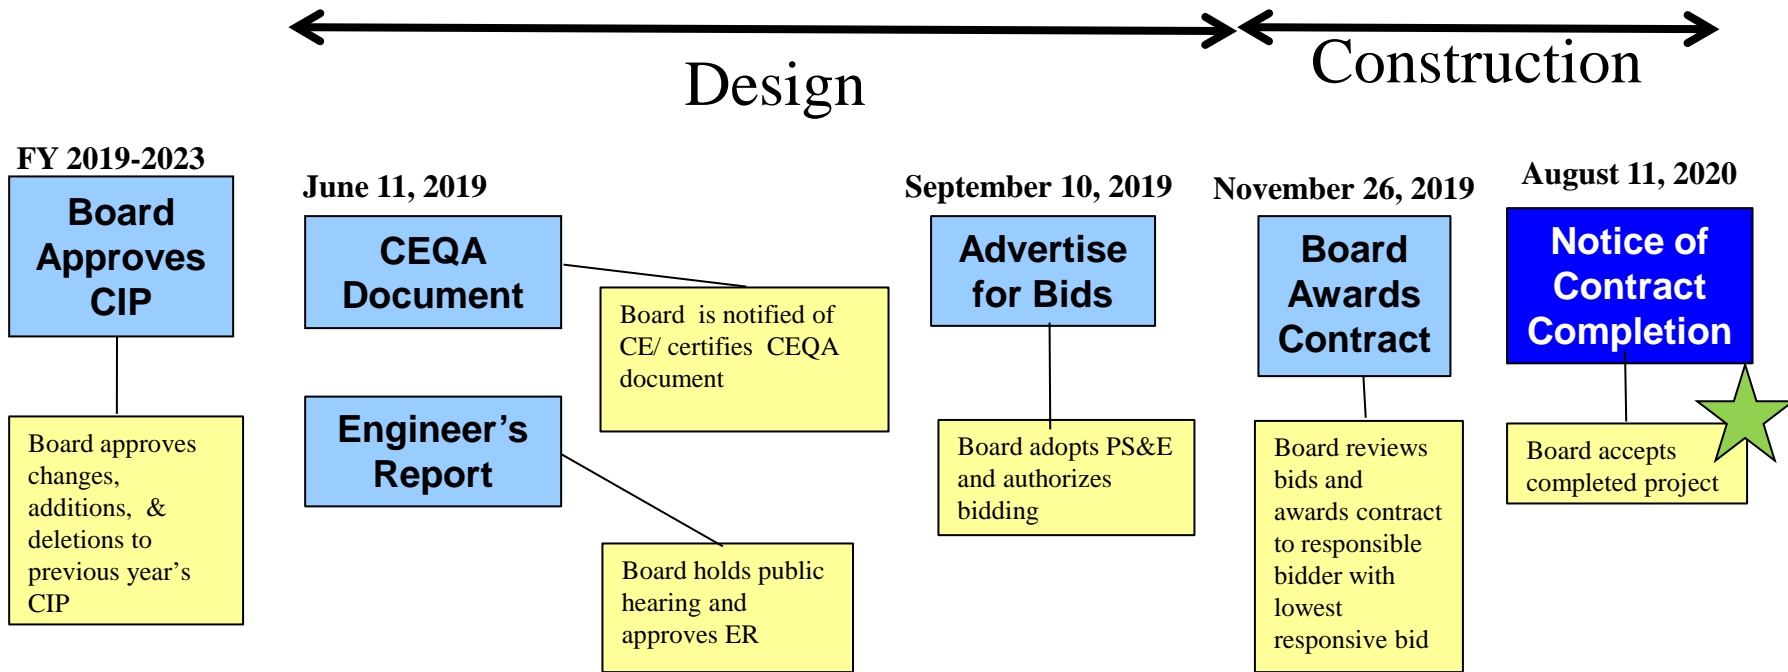 Design
Construction
FY 2019-2023
Board
Approves
CIP
Board approves
changes,
additions, &
deletions to
previous year’s
CIP
June 11, 2019
CEQA
Document
Board is notified of
CE/ certifies CEQA
document
Engineer’s
Report
Board holds public
hearing and
approves ER
September 10, 2019
Advertise
for Bids
Board adopts PS&E
and authorizes
bidding
November 26, 2019
Board
Awards
Contract
Board reviews
bids and
awards contract
to responsible
bidder with
lowest
responsive bid
August 11, 2020
Notice of
Contract
Completion
Board accepts
completed project